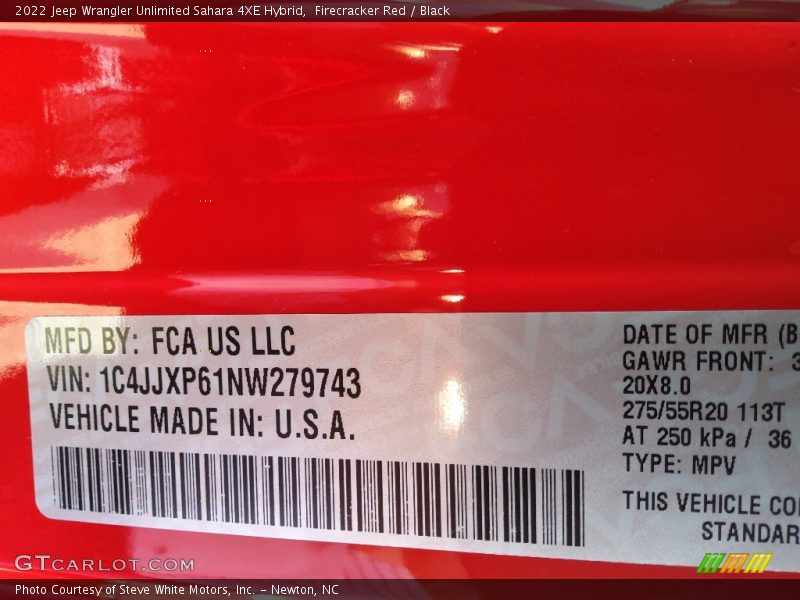 2022 Jeep Wrangler Unlimited Sahara 4XE Hybrid,  Firecracker Red / Black
MFD BY: FCA US LLC
VIN: 1C4JJXP61NW279743
VEHICLE MADE IN: U.S.A.
DATE OF MFR (B
GAWR FRONT: 3
20X8.0
275/55R20 113T
AT 250 kPa / 36
TYPE: MPV
THIS VEHICLE CO
STANDAR
GTCARLOT.COM
Photo Courtesy of Steve White Motors, Inc. – Newton, NC